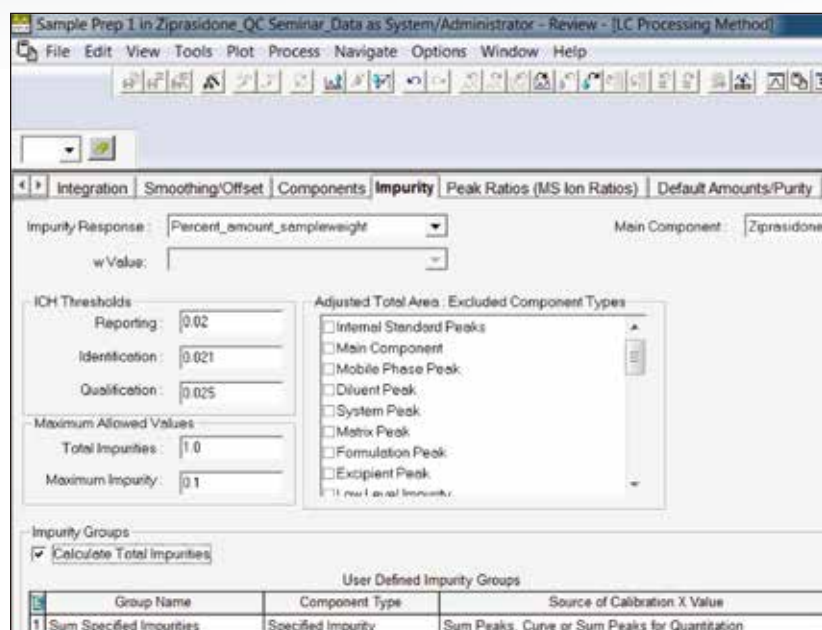 Sample Prep 1 in Ziprasidone_QC Seminar_Data as System/Administrator - Review - [LC Processing Method]
File Edit View Tools Plot Process Navigate Options Window Help
Integration Smoothing/Offset Components Impurity Peak Ratios (MS Ion Ratios) Default Amounts/Purity
Impurity Response : Percent_amount_sampleweight Main Component : Ziprasidone
w Value:
ICH Thresholds Adjusted Total Area : Excluded Component Types
Reporting : 0.02
Identification : 0.021
Qualification : 0.025
Internal Standard Peaks
Main Component
Mobile Phase Peak
Diluent Peak
System Peak
Matrix Peak
Formulation Peak
Excipient Peak
Low Level Impurity
Maximum Allowed Values
Total Impurities : 1.0
Maximum Impurity : 0.1
Impurity Groups
Calculate Total Impurities
User Defined Impurity Groups
Group Name Component Type Source of Calibration X Value
1 Sum Specified Impurities Specified Impurity Sum Peaks, Curve or Sum Peaks for Quantitation